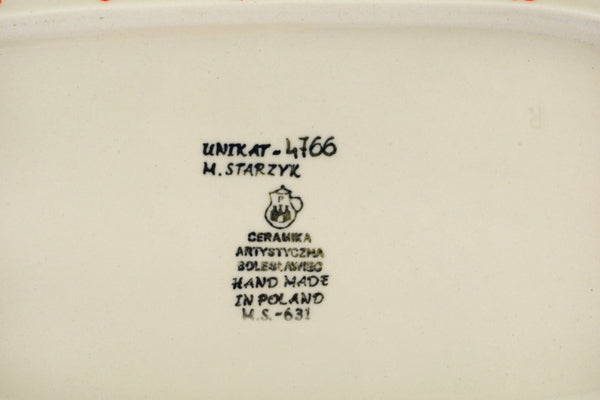 UNIKAT-4766
M. STARZYK
P
CERAMIKA
ARTYSTYCZNA
BOLESŁAWIEC
HAND MADE
IN POLAND
M.S.-631
R